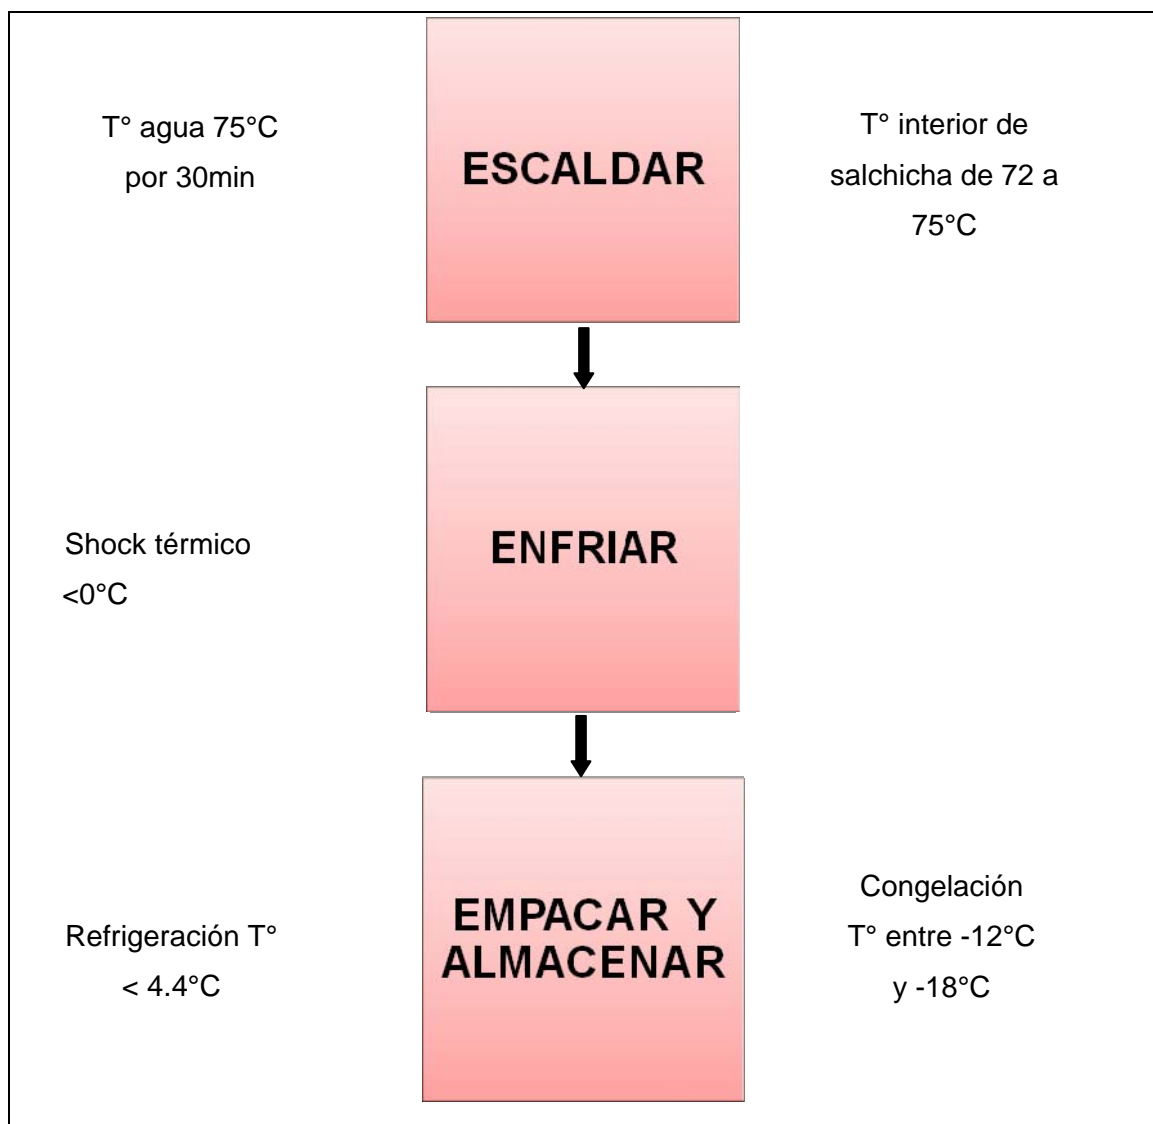 T° agua 75°C
por 30min
ESCALDAR
T° interior de
salchicha de 72 a
75°C
Shock térmico
<0°C
ENFRIAR
Refrigeración T°
< 4.4°C
EMPACAR Y
ALMACENAR
Congelación
T° entre -12°C
y -18°C